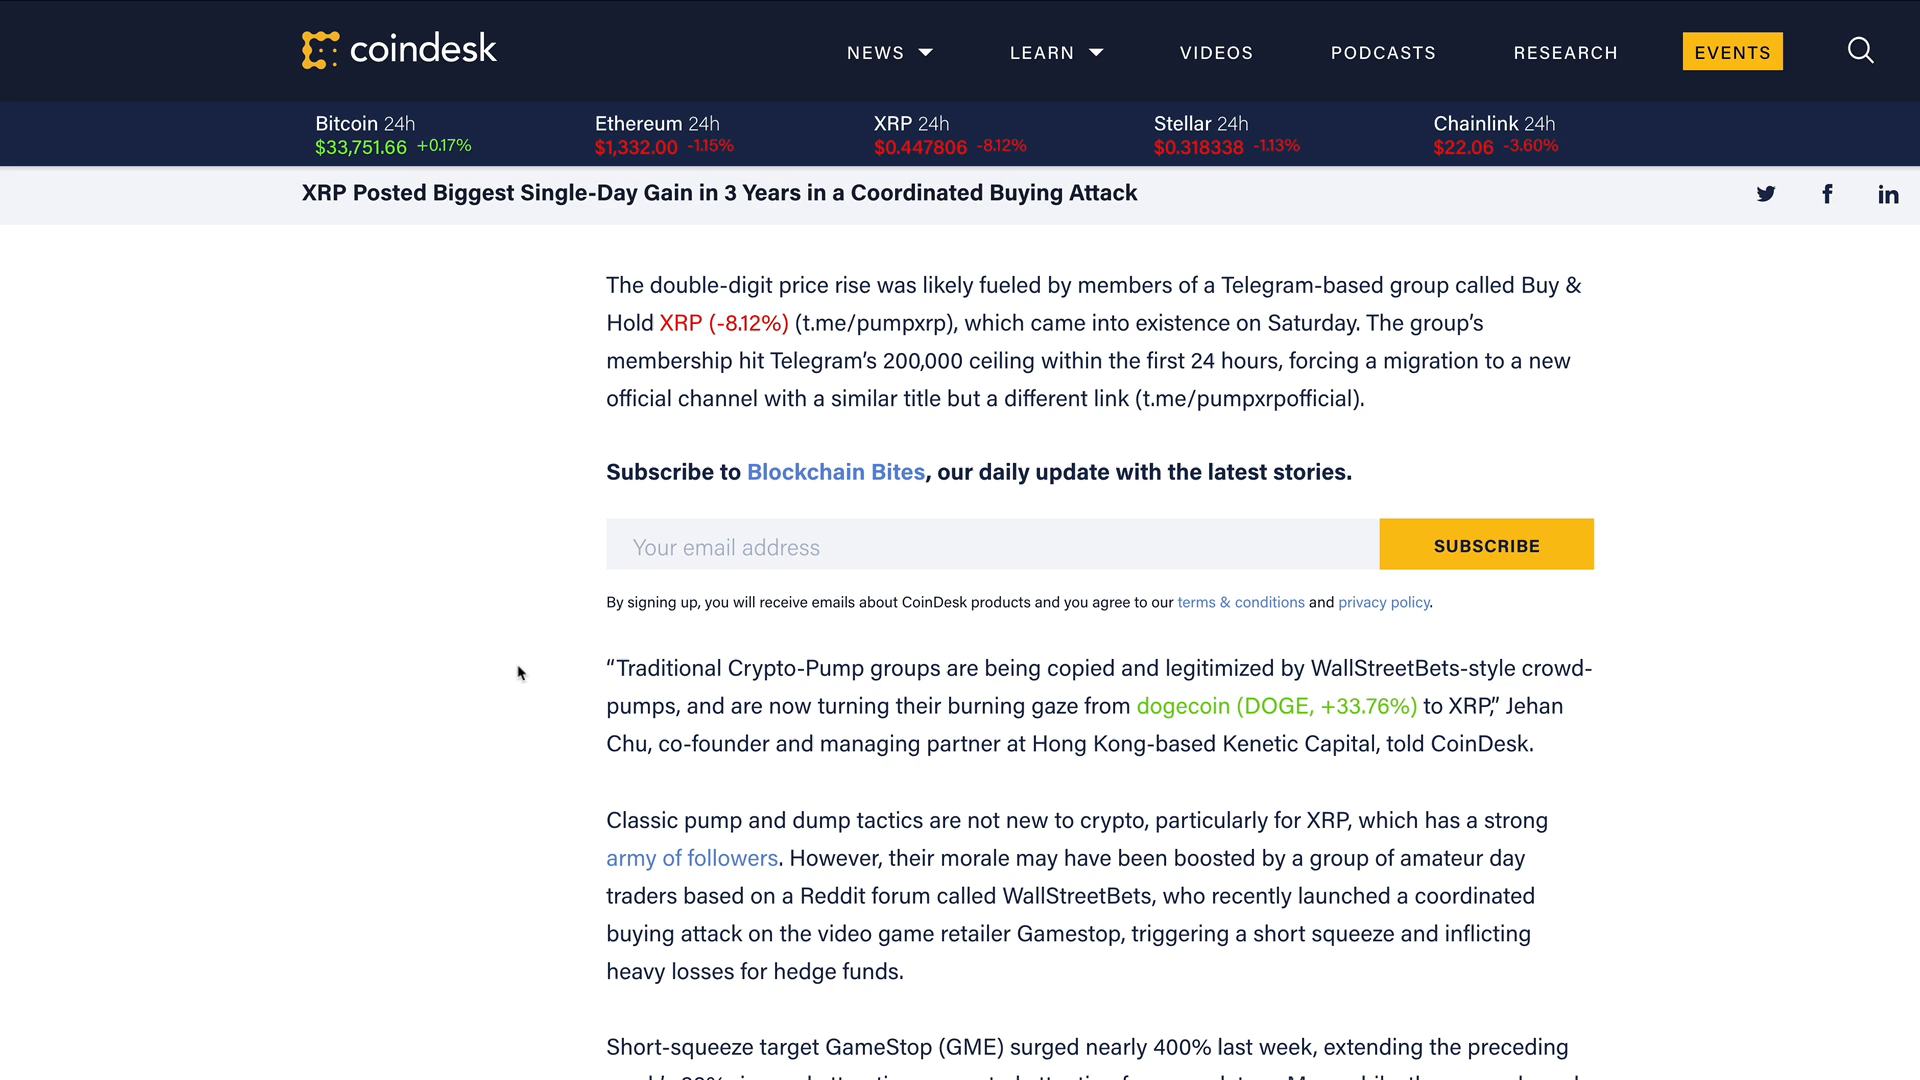 coindesk
NEWS LEARN VIDEOS PODCASTS RESEARCH EVENTS
Bitcoin 24h Ethereum 24h XRP 24h Stellar 24h Chainlink 24h
$33,751.66 +0.17% $1,332.00 -1.15% $0.447806 -8.12% $0.318338 -1.13% $22.06 -3.60%
XRP Posted Biggest Single-Day Gain in 3 Years in a Coordinated Buying Attack
The double-digit price rise was likely fueled by members of a Telegram-based group called Buy &
Hold XRP (-8.12%) (t.me/pumpxrp), which came into existence on Saturday. The group’s
membership hit Telegram’s 200,000 ceiling within the first 24 hours, forcing a migration to a new
official channel with a similar title but a different link (t.me/pumpxrpofficial).
Subscribe to Blockchain Bites, our daily update with the latest stories.
Your email address SUBSCRIBE
By signing up, you will receive emails about CoinDesk products and you agree to our terms & conditions and privacy policy.
“Traditional Crypto-Pump groups are being copied and legitimized by WallStreetBets-style crowd-
pumps, and are now turning their burning gaze from dogecoin (DOGE, +33.76%) to XRP,” Jehan
Chu, co-founder and managing partner at Hong Kong-based Kenetic Capital, told CoinDesk.
Classic pump and dump tactics are not new to crypto, particularly for XRP, which has a strong
army of followers. However, their morale may have been boosted by a group of amateur day
traders based on a Reddit forum called WallStreetBets, who recently launched a coordinated
buying attack on the video game retailer Gamestop, triggering a short squeeze and inflicting
heavy losses for hedge funds.
Short-squeeze target GameStop (GME) surged nearly 400% last week, extending the preceding